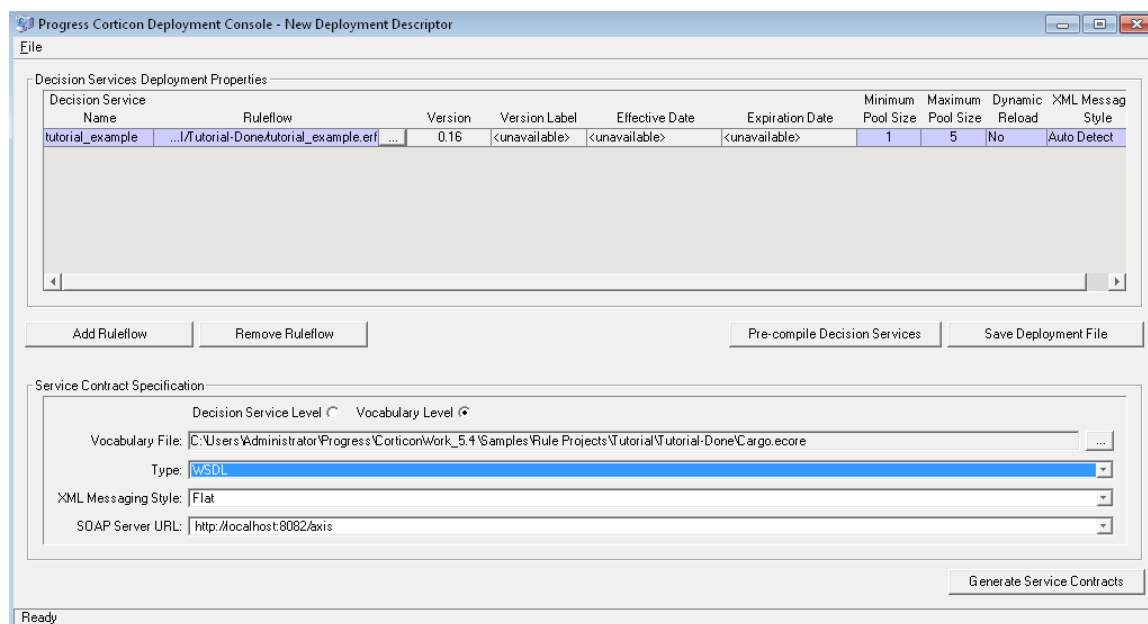 Progress Corticon Deployment Console - New Deployment Descriptor
File
Decision Services Deployment Properties
Decision Service Minimum Maximum Dynamic XML Messag
Name Ruleflow Version Version Label Effective Date Expiration Date Pool Size Pool Size Reload Style
tutorial_example ...l/Tutorial-Done/tutorial_example.erf ... 0.16 <unavailable> <unavailable> <unavailable> 1 5 No Auto Detect
Add Ruleflow Remove Ruleflow Pre-compile Decision Services Save Deployment File
Service Contract Specification
Decision Service Level Vocabulary Level
Vocabulary File: C:\Users\Administrator\Progress\CorticonWork_5.4\Samples\Rule Projects\Tutorial\Tutorial-Done\Cargo.ecore ...
Type: WSDL
XML Messaging Style: Flat
SOAP Server URL: http://localhost:8082/axis
Generate Service Contracts
Ready